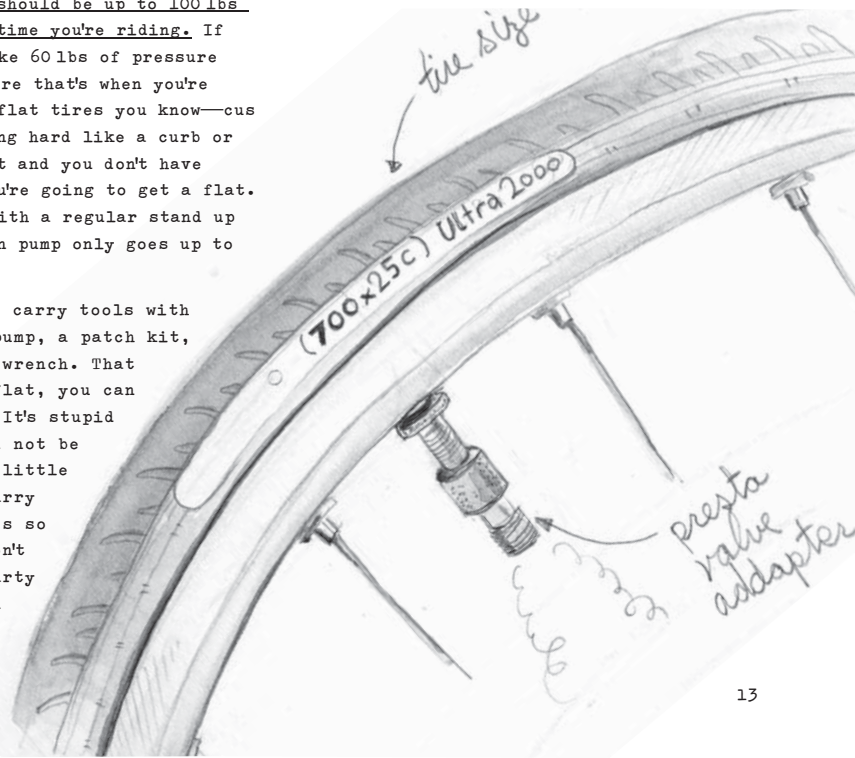 should be up to 100 lbs
time you're riding. If
ke 60 lbs of pressure
re that's when you're
flat tires you know—cus
ng hard like a curb or
t and you don't have
u're going to get a flat.
ith a regular stand up
n pump only goes up to
carry tools with
pump, a patch kit,
wrench. That
lat, you can
It's stupid
not be
little
rry
s so
n't
rty
tire size
(700x25c) Ultra 2000
presta
valve
addapter
13